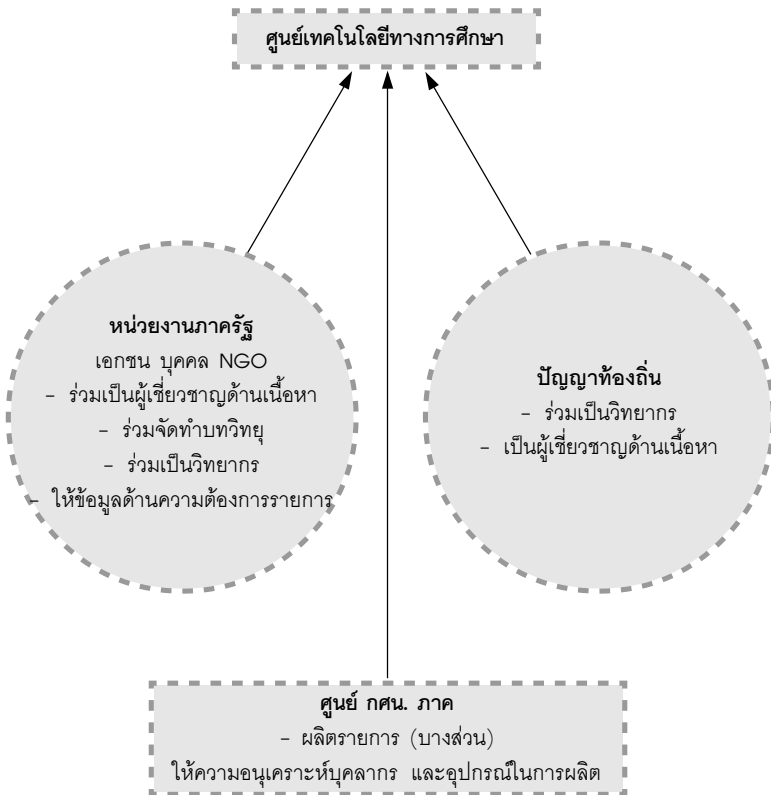 ศูนย์เทคโนโลยีทางการศึกษา
หน่วยงานภาครัฐ
เอกชน บุคคล NGO
- ร่วมเป็นผู้เชี่ยวชาญด้านเนื้อหา
- ร่วมจัดทำบทวิทยุ
- ร่วมเป็นวิทยากร
- ให้ข้อมูลด้านความต้องการรายการ
ปัญญาท้องถิ่น
- ร่วมเป็นวิทยากร
- เป็นผู้เชี่ยวชาญด้านเนื้อหา
ศูนย์ กศน. ภาค
- ผลิตรายการ (บางส่วน)
ให้ความอนุเคราะห์บุคลากร และอุปกรณ์ในการผลิต